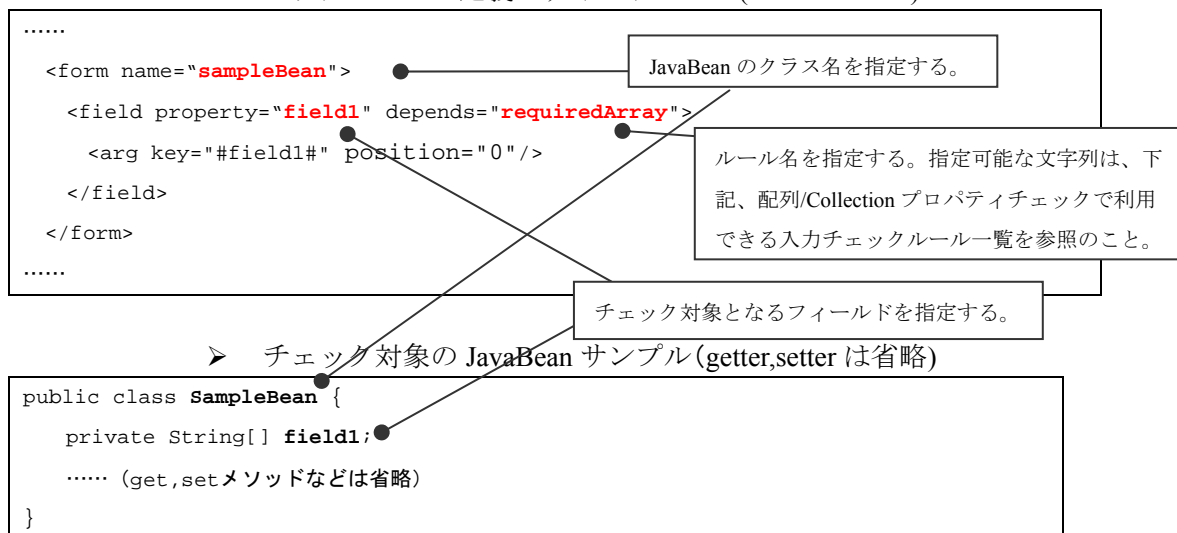 ……
<form name=“sampleBean">
JavaBean のクラス名を指定する。
<field property=“field1" depends="requiredArray">
<arg key="#field1#" position="0"/>
ルール名を指定する。指定可能な文字列は、下
記、配列/Collection プロパティチェックで利用
できる入力チェックルール一覧を参照のこと。
</field>
</form>
……
チェック対象となるフィールドを指定する。
➢ チェック対象の JavaBean サンプル(getter,setter は省略)
public class SampleBean {
private String[] field1;
……（get,setメソッドなどは省略）
}